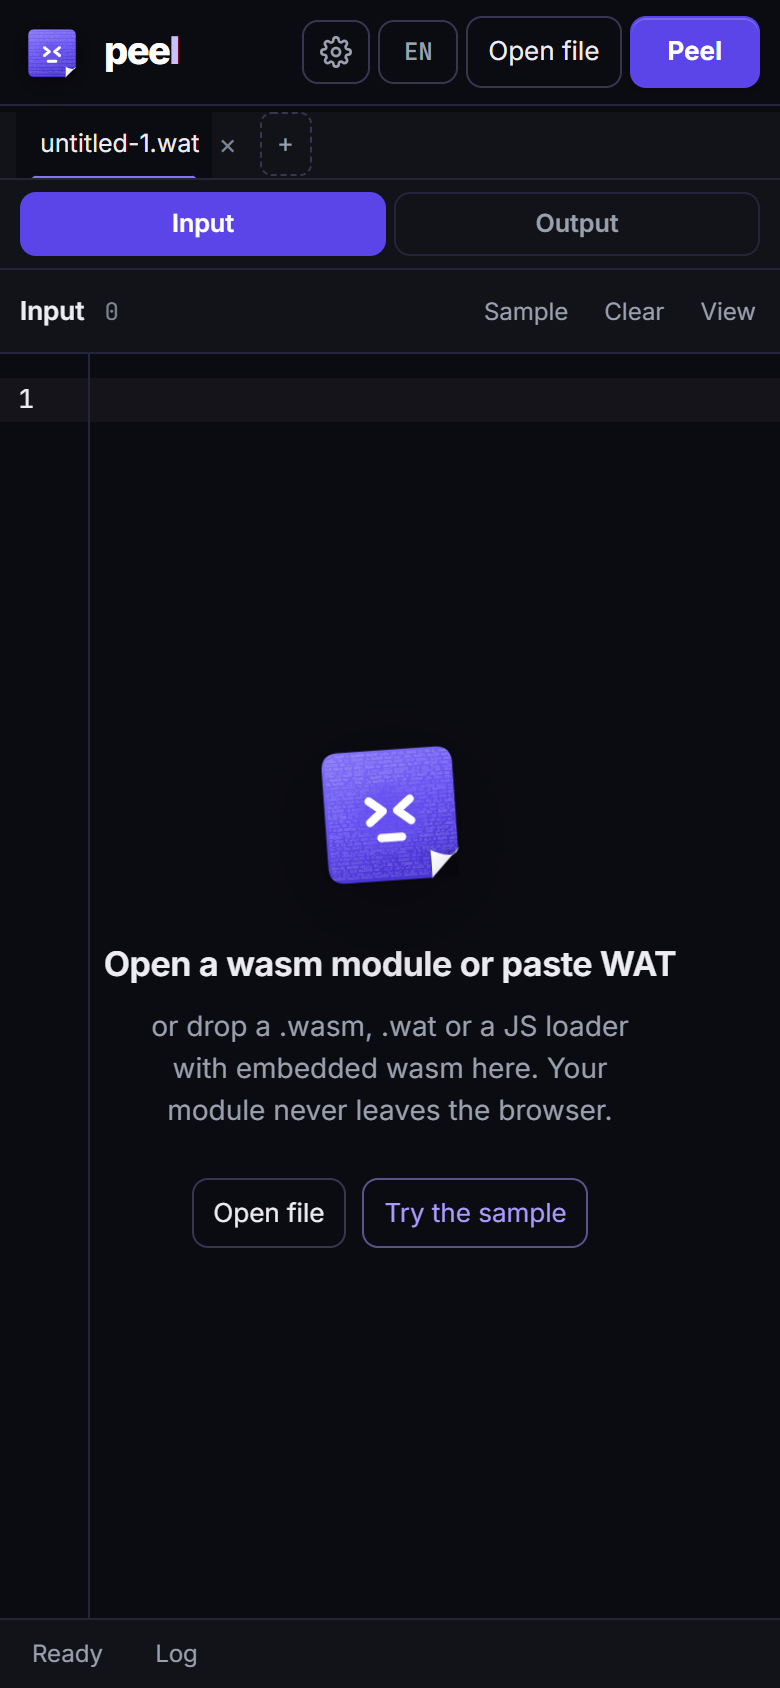 peel
EN
Open file
Peel
untitled-1.wat ×
+
Input
Output
Input 0
Sample
Clear
View
1
Open a wasm module or paste WAT
or drop a .wasm, .wat or a JS loader
with embedded wasm here. Your
module never leaves the browser.
Open file
Try the sample
Ready
Log